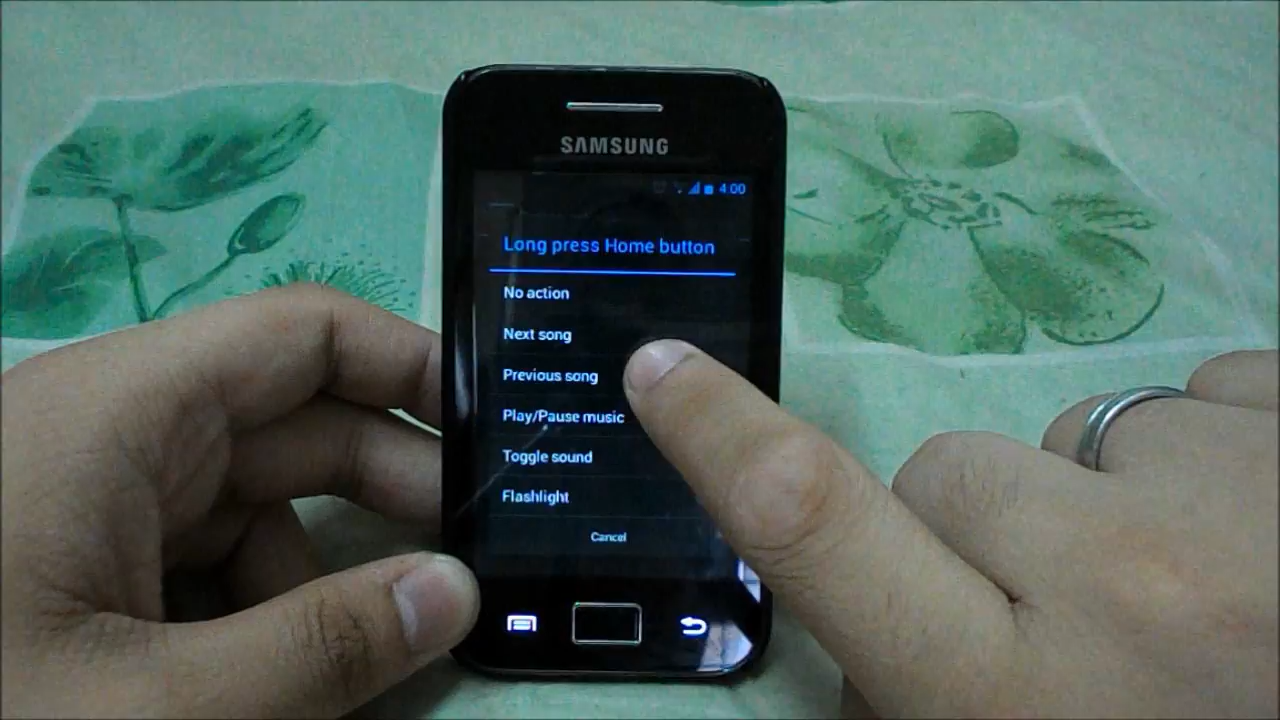 SAMSUNG
4:00
Long press Home button
No action
Next song
Previous song
Play/Pause music
Toggle sound
Flashlight
Cancel